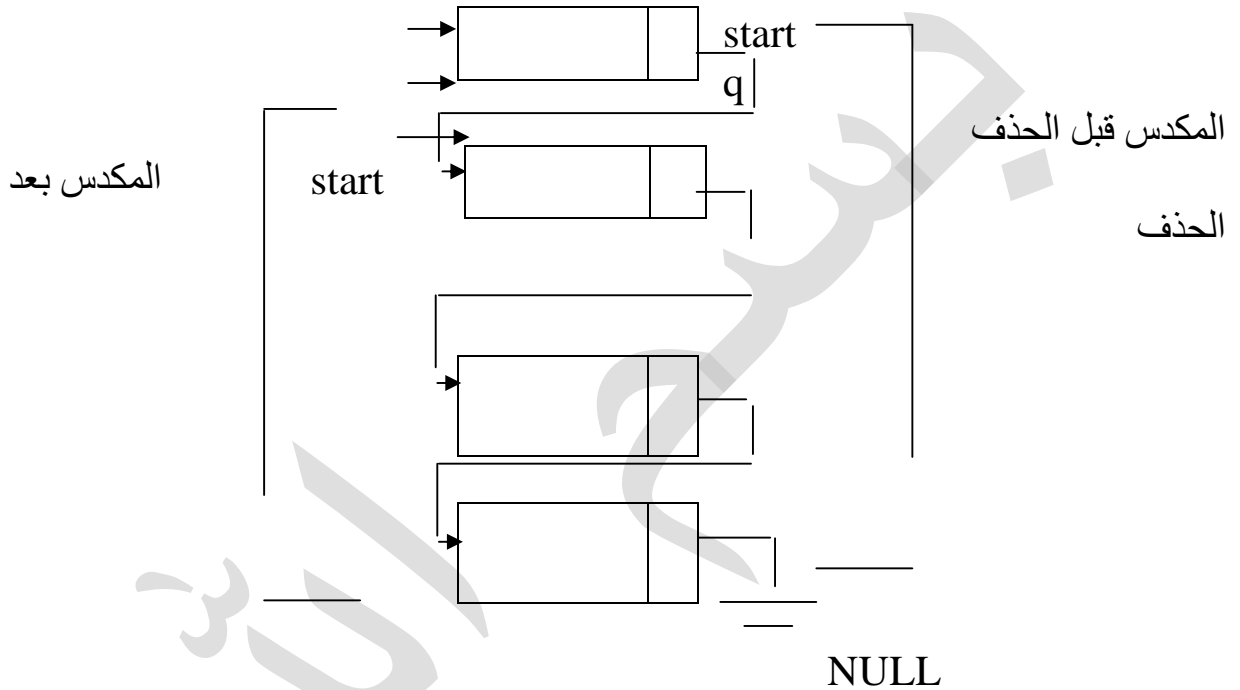 start
q
المكدس قبل الحذف
start
المكدس بعد
الحذف
NULL